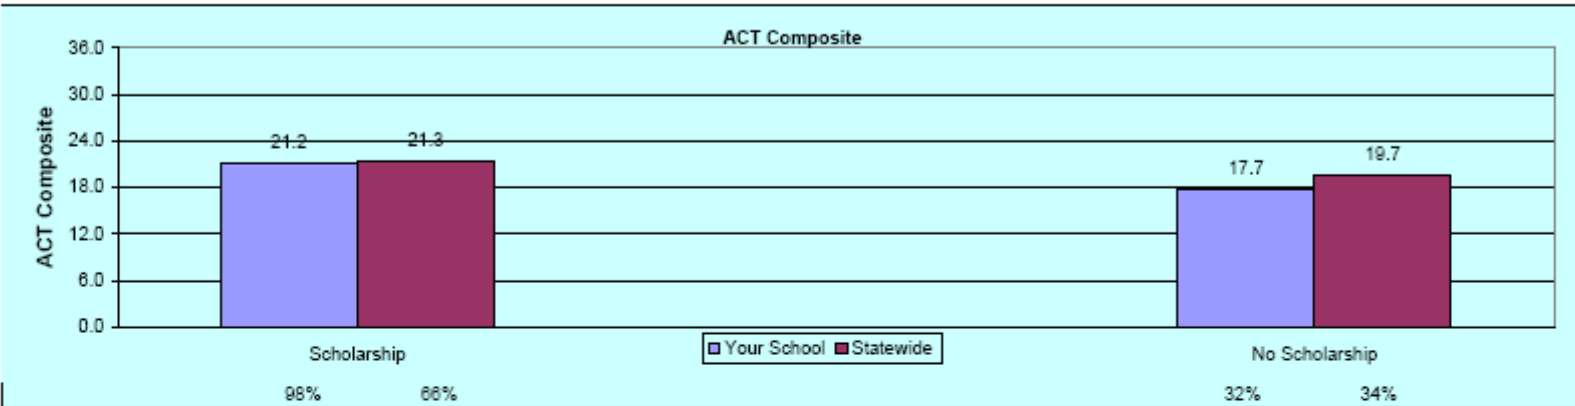 ACT Composite
36.0
30.0
24.0
18.0
12.0
6.0
0.0
ACT Composite
21.2 21.3 17.7 19.7
Scholarship No Scholarship
Your School Statewide
98% 66% 32% 34%